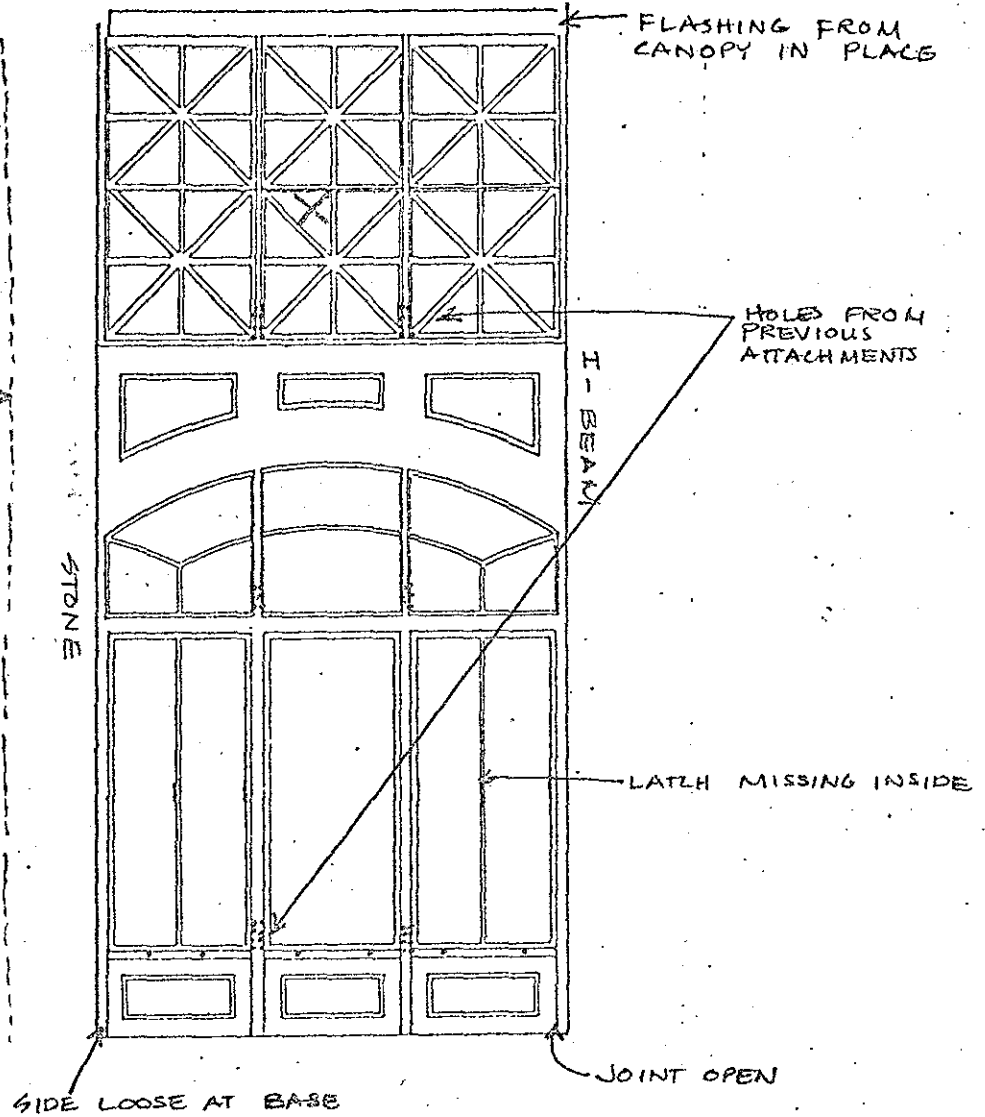 FLASHING FROM
CANOPY IN PLACE
HOLES FROM
PREVIOUS
ATTACHMENTS
I-BEAM
STONE
LATCH MISSING INSIDE
JOINT OPEN
SIDE LOOSE AT BASE